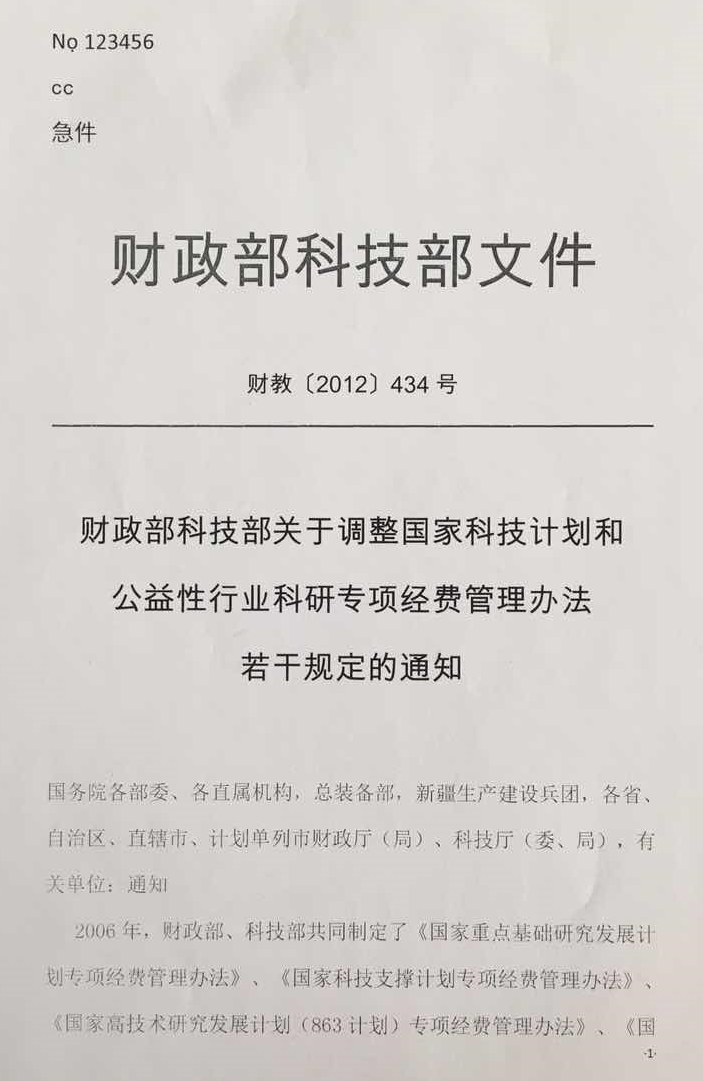 Nọ 123456
cc
急件
财政部科技部文件
财教〔2012〕434 号
财政部科技部关于调整国家科技计划和
公益性行业科研专项经费管理办法
若干规定的通知
国务院各部委、各直属机构，总装备部，新疆生产建设兵团，各省、
自治区、直辖市、计划单列市财政厅（局）、科技厅（委、局），有
关单位：通知
2006 年，财政部、科技部共同制定了《国家重点基础研究发展计
划专项经费管理办法》、《国家科技支撑计划专项经费管理办法》、
《国家高技术研究发展计划（863 计划）专项经费管理办法》、《国
·1·